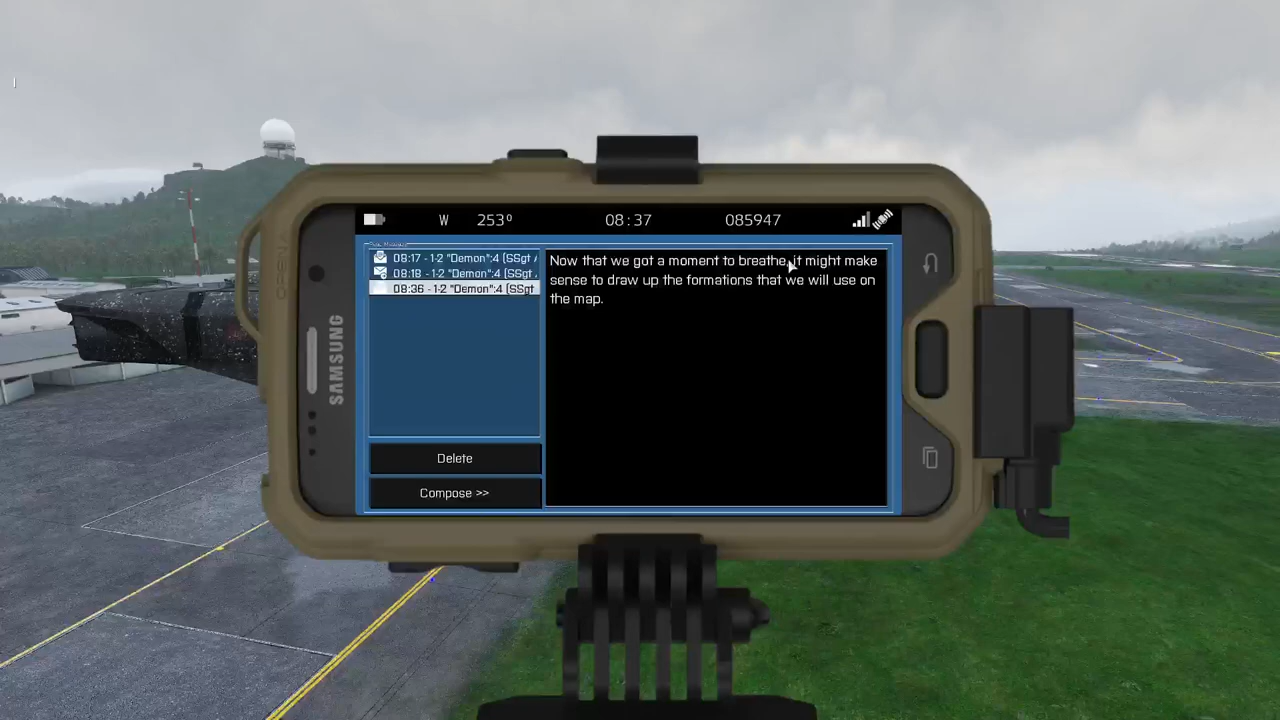 W 253º 08:37 085947
08:17 - 1-2 "Demon":4 (SSgt
08:18 - 1-2 "Demon":4 (SSgt
08:36 - 1-2 "Demon":4 (SSgt
Now that we got a moment to breathe, it might make
sense to draw up the formations that we will use on
the map.
Delete
Compose >>
SAMSUNG